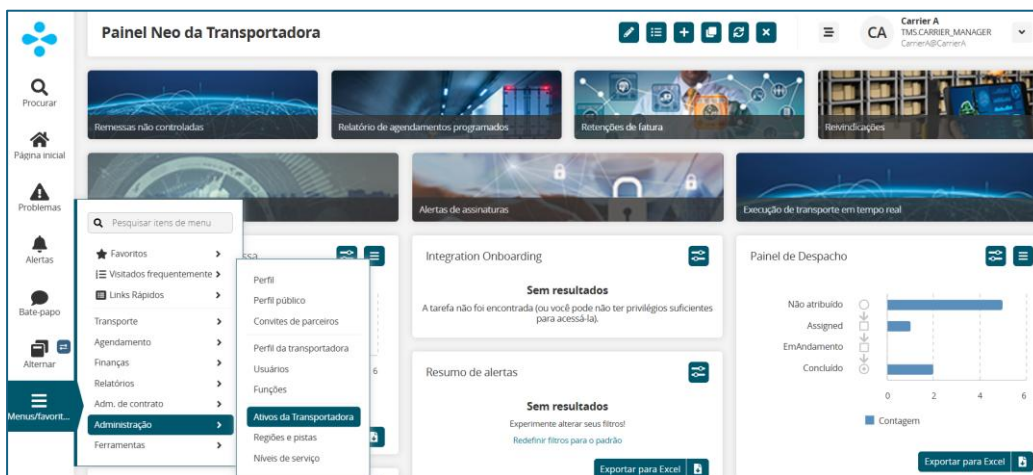 Painel Neo da Transportadora
CA
Carrier A
TMS.CARRIER_MANAGER
CarrierA@CarrierA
Procurar
Página inicial
Problemas
Alertas
Bate-papo
Alternar
Menus/favorit...
Remessas não controladas
Relatório de agendamentos programados
Retenções de fatura
Reivindicações
Alertas de assinaturas
Execução de transporte em tempo real
Pesquisar itens de menu
Favoritos
Visitados frequentemente
Links Rápidos
Transporte
Agendamento
Finanças
Relatórios
Adm. de contrato
Administração
Ferramentas
Perfil
Perfil público
Convites de parceiros
Perfil da transportadora
Usuários
Funções
Ativos da Transportadora
Regiões e pistas
Níveis de serviço
ssa
6
Integration Onboarding
Sem resultados
A tarefa não foi encontrada (ou você pode não ter privilégios suficientes
para acessá-la).
Resumo de alertas
Sem resultados
Experimente alterar seus filtros!
Redefinir filtros para o padrão
Exportar para Excel
Painel de Despacho
Não atribuído
Assigned
EmAndamento
Concluído
0 2 4 6
Contagem
Exportar para Excel